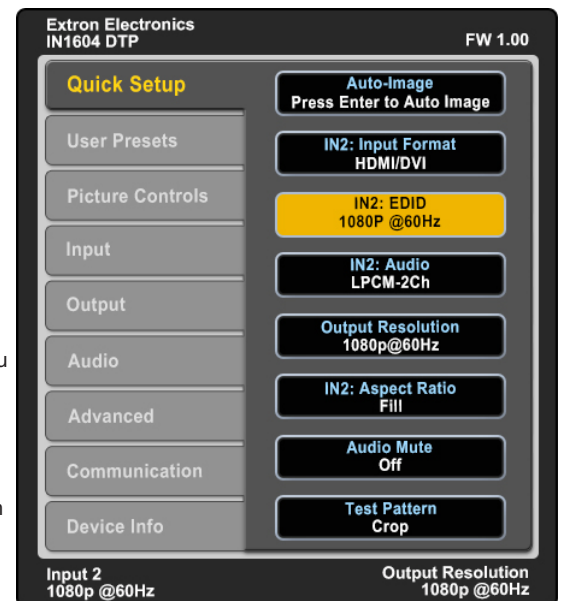 Extron Electronics
IN1604 DTP
FW 1.00
Quick Setup
User Presets
Picture Controls
Input
Output
Audio
Advanced
Communication
Device Info
Auto-Image
Press Enter to Auto Image
IN2: Input Format
HDMI/DVI
IN2: EDID
1080P @60Hz
IN2: Audio
LPCM-2Ch
Output Resolution
1080p@60Hz
IN2: Aspect Ratio
Fill
Audio Mute
Off
Test Pattern
Crop
Input 2
1080p @60Hz
Output Resolution
1080p @60Hz